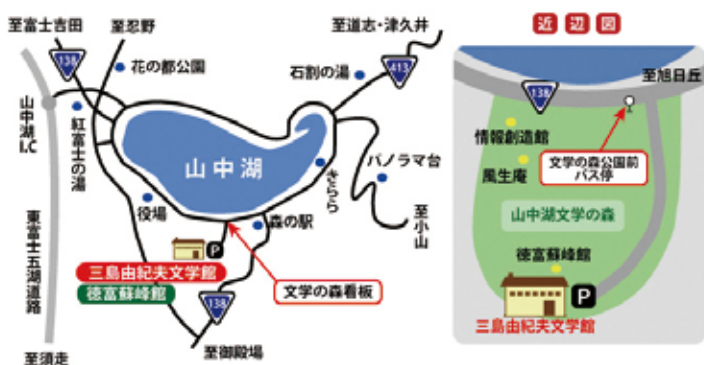 至富士吉田
至忍野
138
花の都公園
至道志・津久井
石割の湯
413
山中湖
I.C
紅富士の湯
山中湖
パノラマ台
きらら
役場
森の駅
至小山
東富士五湖道路
P
三島由紀夫文学館
徳富蘇峰館
138
文学の森看板
至御殿場
至須走
近辺図
至旭日丘
138
情報創造館
文学の森公園前
バス停
風生庵
山中湖文学の森
徳富蘇峰館
P
三島由紀夫文学館